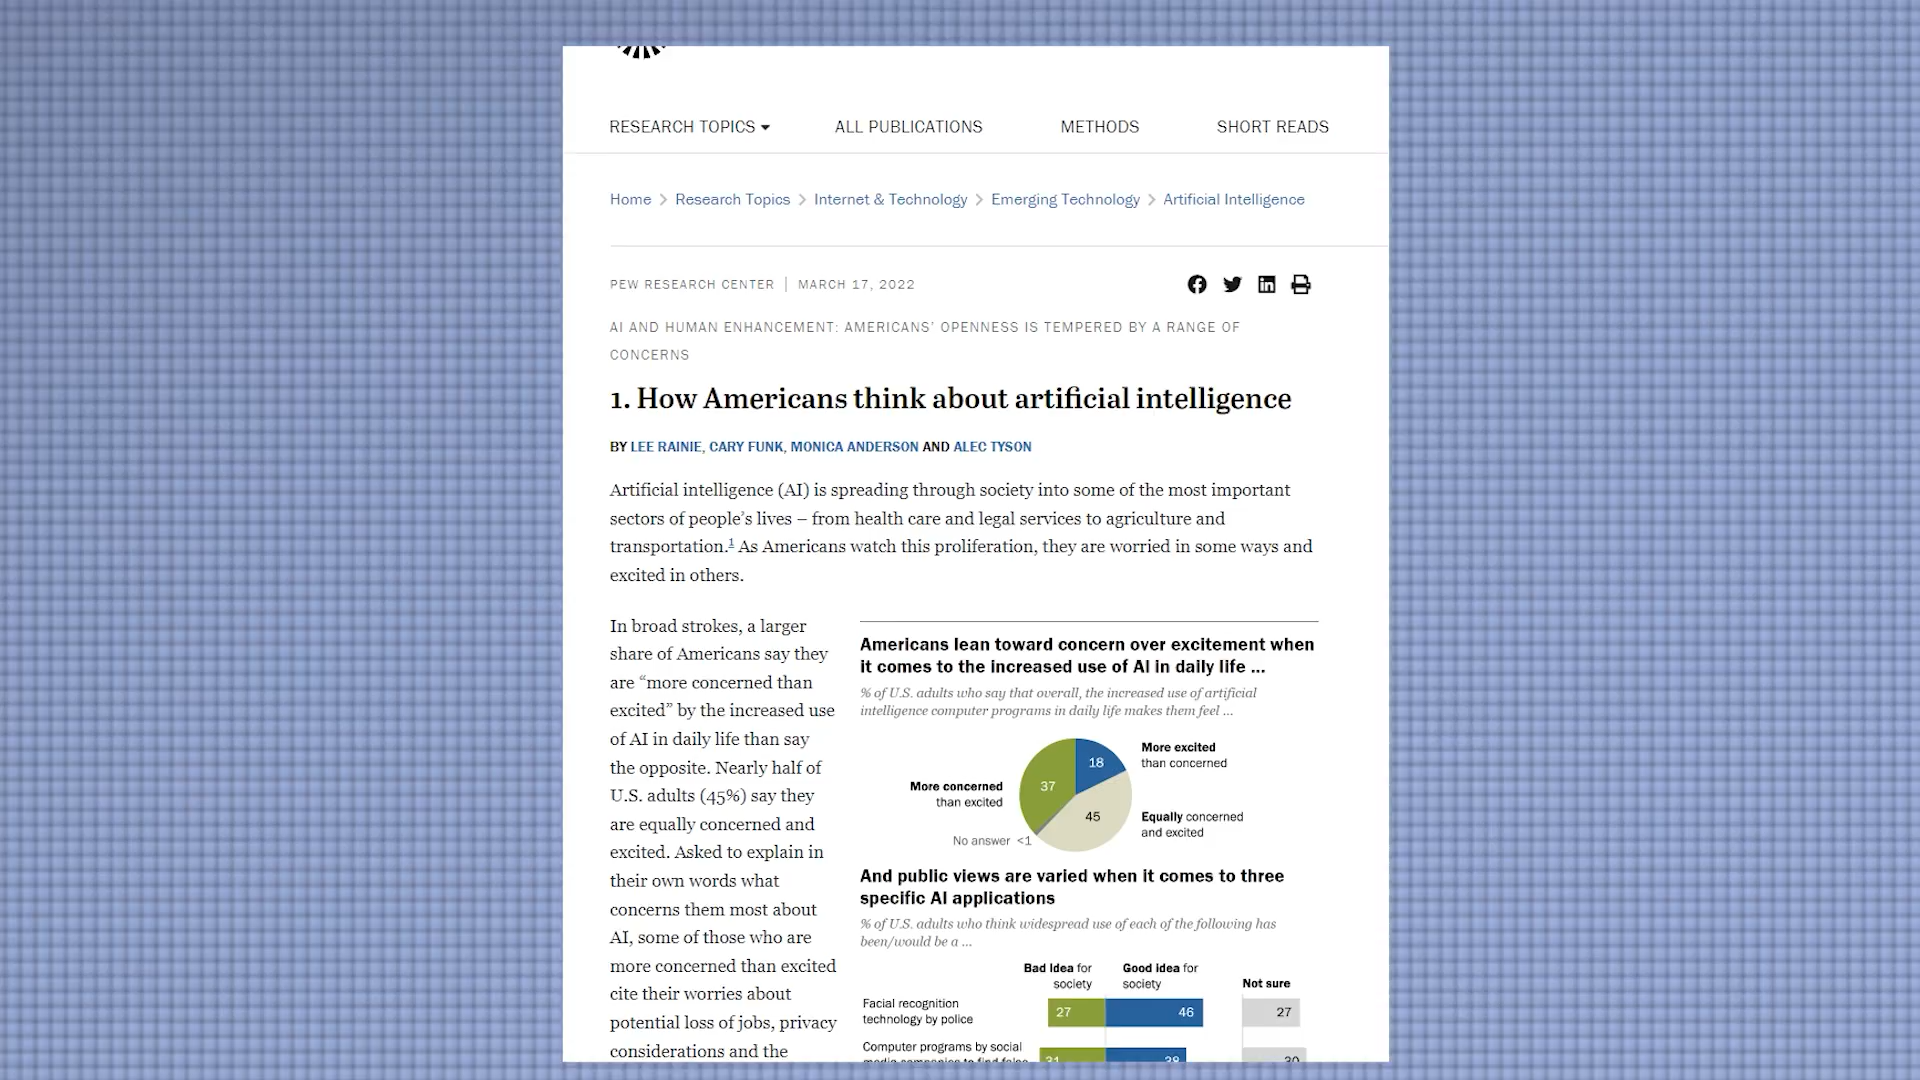 RESEARCH TOPICS
ALL PUBLICATIONS
METHODS
SHORT READS
Home > Research Topics > Internet & Technology > Emerging Technology > Artificial Intelligence
PEW RESEARCH CENTER | MARCH 17, 2022
AI AND HUMAN ENHANCEMENT: AMERICANS' OPENNESS IS TEMPERED BY A RANGE OF
CONCERNS
1. How Americans think about artificial intelligence
BY LEE RAINIE, CARY FUNK, MONICA ANDERSON AND ALEC TYSON
Artificial intelligence (AI) is spreading through society into some of the most important
sectors of people's lives – from health care and legal services to agriculture and
transportation.1 As Americans watch this proliferation, they are worried in some ways and
excited in others.
In broad strokes, a larger
share of Americans say they
are “more concerned than
excited” by the increased use
of AI in daily life than say
the opposite. Nearly half of
U.S. adults (45%) say they
are equally concerned and
excited. Asked to explain in
their own words what
concerns them most about
AI, some of those who are
more concerned than excited
cite their worries about
potential loss of jobs, privacy
considerations and the
Americans lean toward concern over excitement when
it comes to the increased use of AI in daily life ...
% of U.S. adults who say that overall, the increased use of artificial
intelligence computer programs in daily life makes them feel ...
More excited
than concerned
18
More concerned
than excited
37
45
Equally concerned
and excited
No answer <1
And public views are varied when it comes to three
specific AI applications
% of U.S. adults who think widespread use of each of the following has
been/would be a ...
Bad idea for
society
Good idea for
society
Not sure
Facial recognition
technology by police
27
46
27
Computer programs by social
media companies to find false
31
38
30